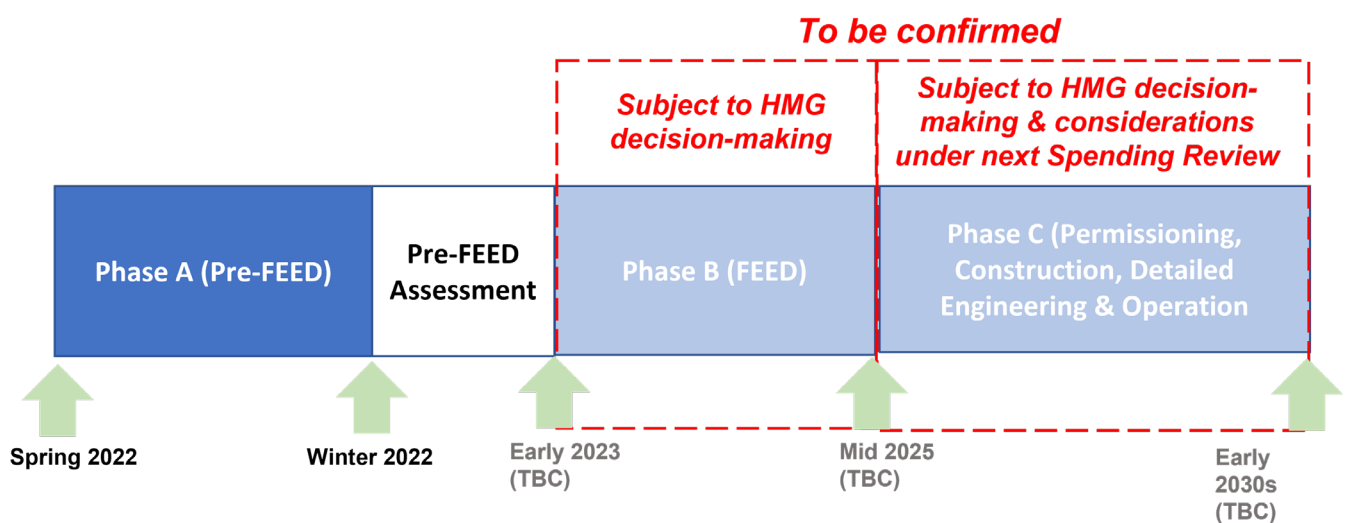 To be confirmed
Subject to HMG
decision-making
Subject to HMG decision-
making & considerations
under next Spending Review
Phase A (Pre-FEED)
Pre-FEED
Assessment
Phase B (FEED)
Phase C (Permissioning,
Construction, Detailed
Engineering & Operation
Spring 2022
Winter 2022
Early 2023
(TBC)
Mid 2025
(TBC)
Early
2030s
(TBC)